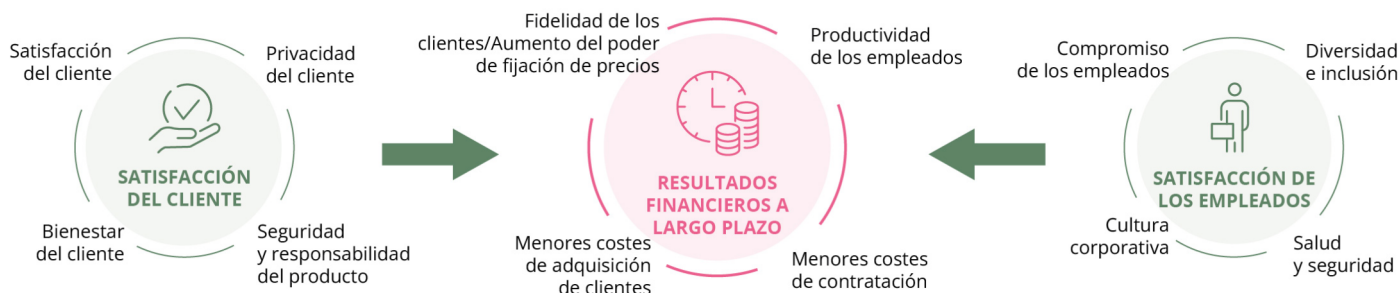 Satisfacción
del cliente
Privacidad
del cliente
SATISFACCIÓN
DEL CLIENTE
Bienestar
del cliente
Seguridad
y responsabilidad
del producto
Fidelidad de los
clientes/Aumento del poder
de fijación de precios
Productividad
de los empleados
RESULTADOS
FINANCIEROS A
LARGO PLAZO
Menores costes
de adquisición
de clientes
Menores costes
de contratación
Compromiso
de los empleados
Diversidad
e inclusión
SATISFACCIÓN DE
LOS EMPLEADOS
Cultura
corporativa
Salud
y seguridad